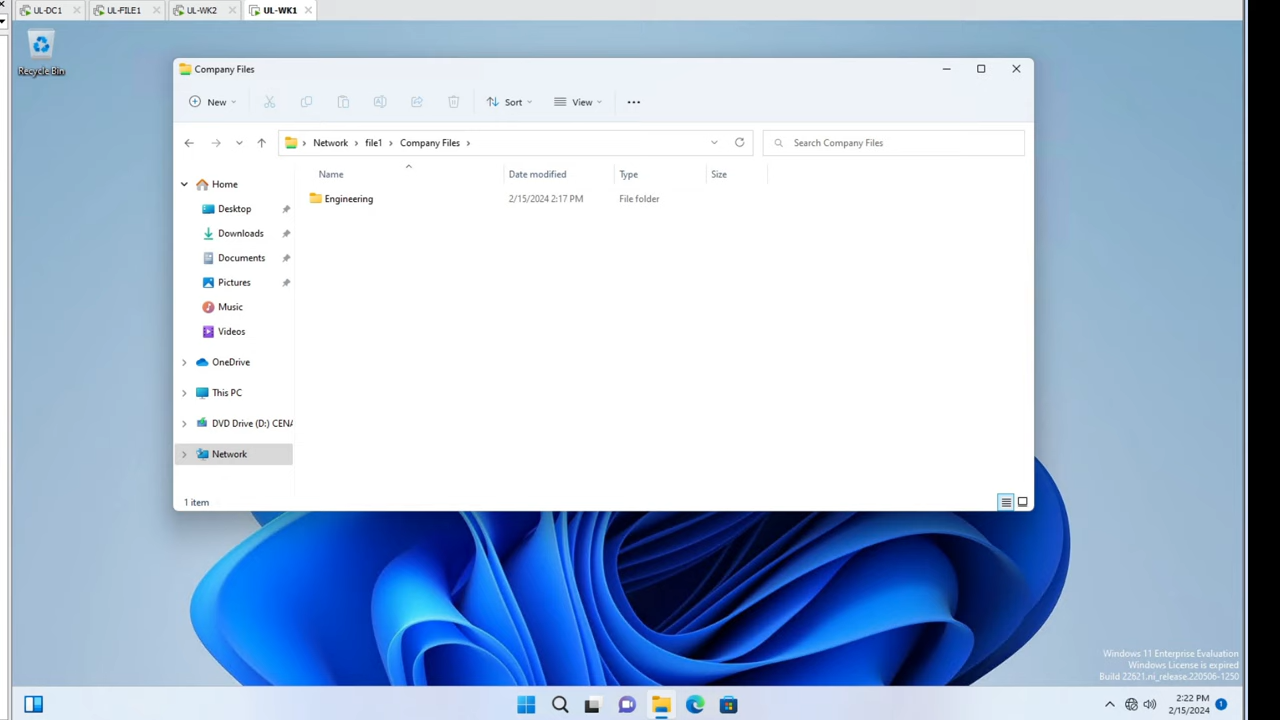 UL-DC1
UL-FILE1
UL-WK2
UL-WK1
Recycle Bin
Company Files
New
Sort
View
Network
file1
Company Files
Search Company Files
Name
Date modified
Type
Size
Engineering
2/15/2024 2:17 PM
File folder
Home
Desktop
Downloads
Documents
Pictures
Music
Videos
OneDrive
This PC
DVD Drive (D:) CENA
Network
1 item
Windows 11 Enterprise Evaluation
Windows License is expired
Build 22621.ni_release.220506-1250
2:22 PM
2/15/2024
1